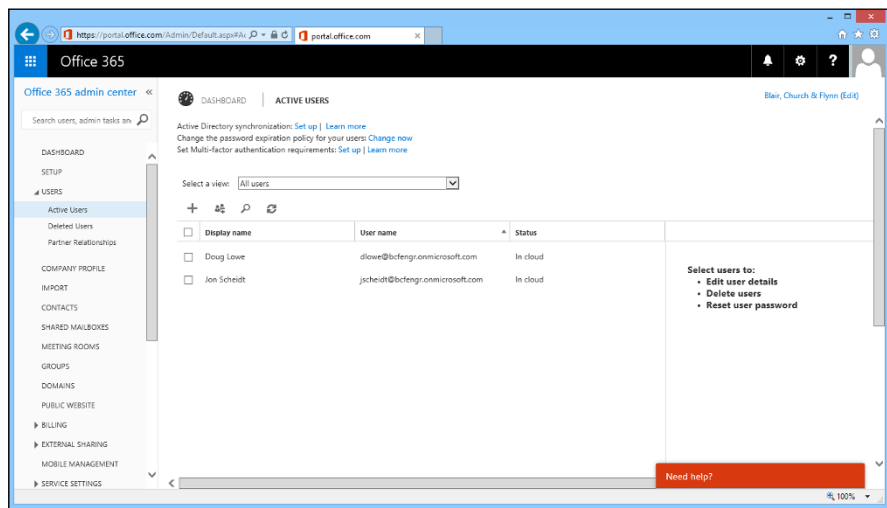 https://portal.office.com/Admin/Default.aspx#Ac
portal.office.com
Office 365
?
Office 365 admin center «
Search users, admin tasks an
DASHBOARD
SETUP
USERS
Active Users
Deleted Users
Partner Relationships
COMPANY PROFILE
IMPORT
CONTACTS
SHARED MAILBOXES
MEETING ROOMS
GROUPS
DOMAINS
PUBLIC WEBSITE
BILLING
EXTERNAL SHARING
MOBILE MANAGEMENT
SERVICE SETTINGS
DASHBOARD | ACTIVE USERS
Blair, Church & Flynn (Edit)
Active Directory synchronization: Set up | Learn more
Change the password expiration policy for your users: Change now
Set Multi-factor authentication requirements: Set up | Learn more
Select a view: All users
Display name User name Status
Doug Lowe dlowe@bcfengr.onmicrosoft.com In cloud
Jon Scheidt jscheidt@bcfengr.onmicrosoft.com In cloud
Select users to:
• Edit user details
• Delete users
• Reset user password
Need help?
100%